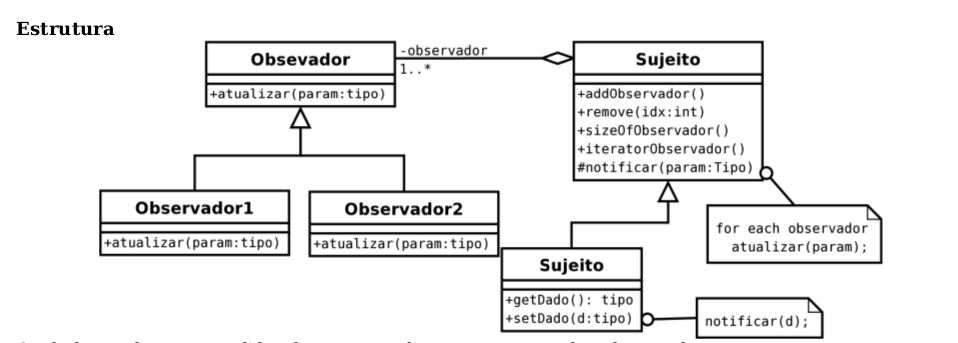 Estrutura
Obsevador
+atualizar(param:tipo)
-observador
1..*
Sujeito
+addObservador()
+remove(idx:int)
+sizeOfObservador()
+iteratorObservador()
#notificar(param:Tipo)
for each observador
atualizar(param);
Observador1
+atualizar(param:tipo)
Observador2
+atualizar(param:tipo)
Sujeito
+getDado(): tipo
+setDado(d:tipo)
notificar(d);